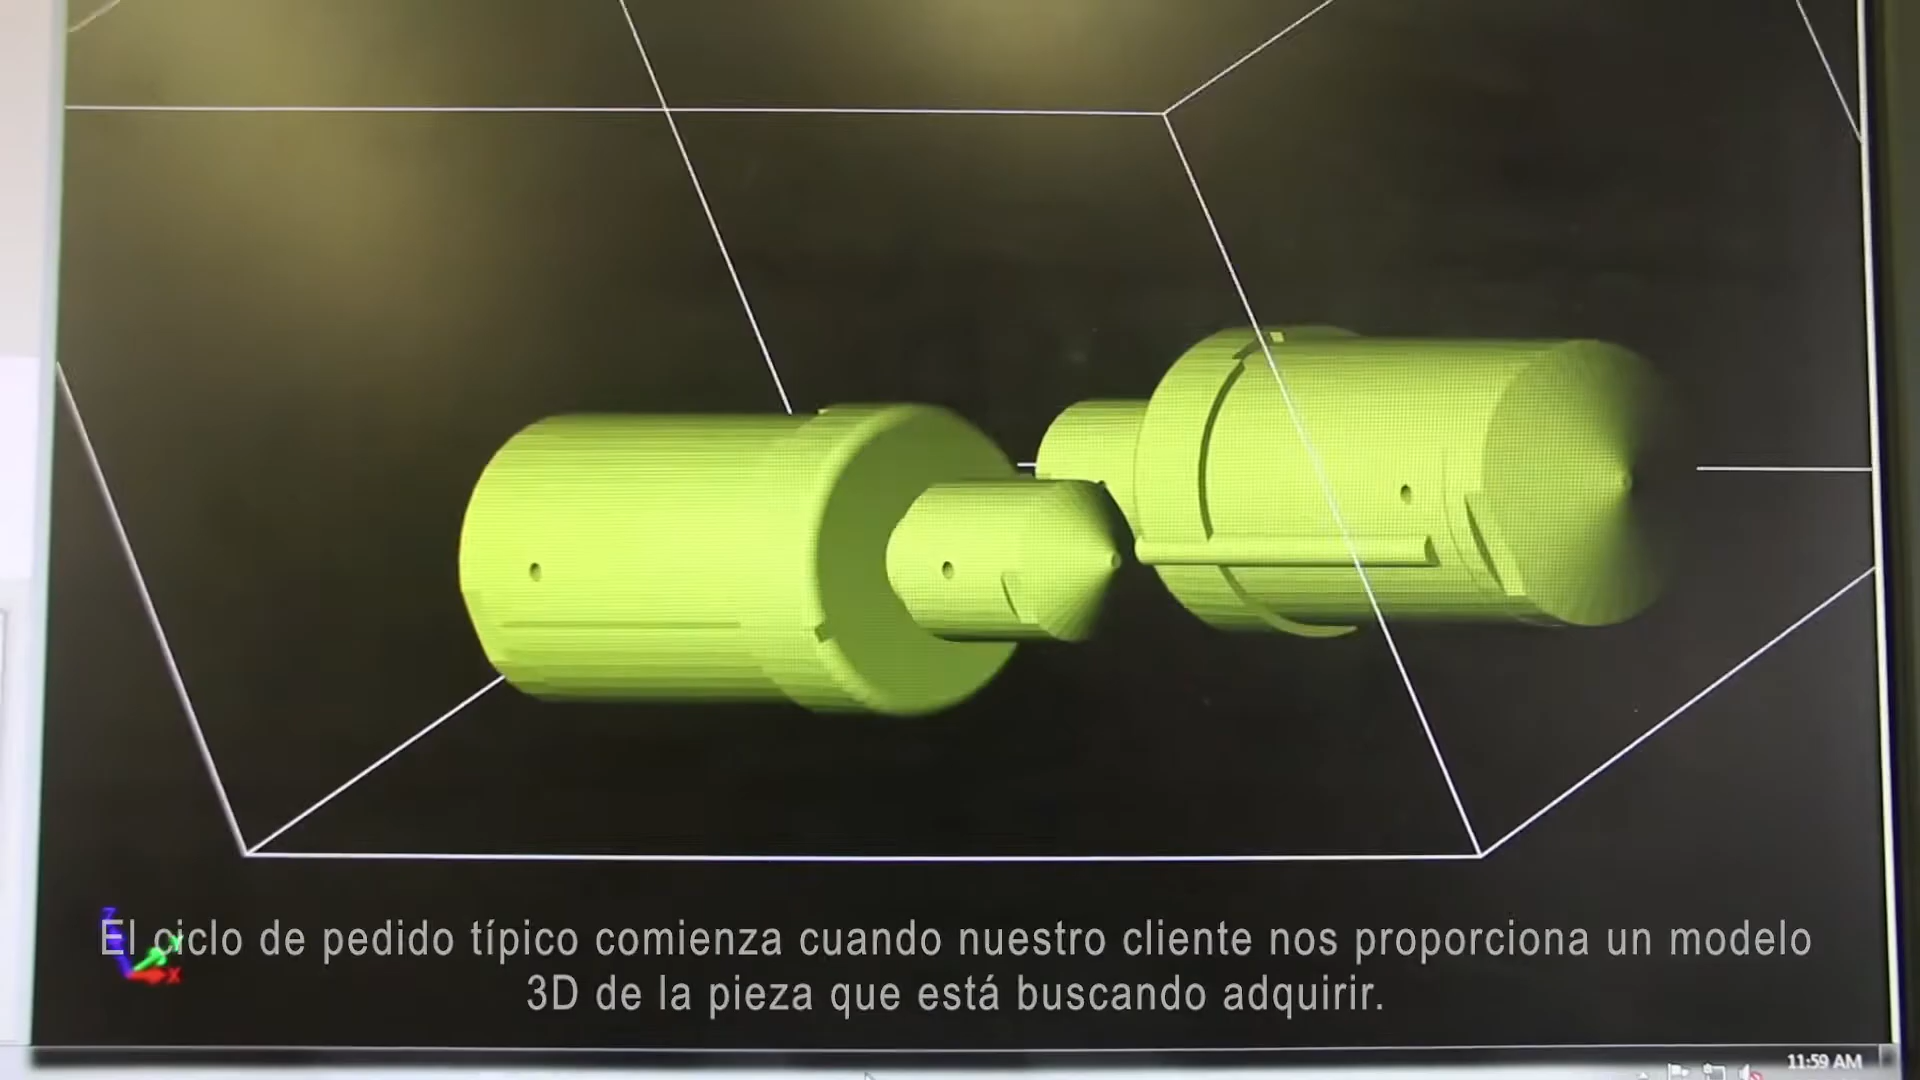 Z
Y
X
El ciclo de pedido típico comienza cuando nuestro cliente nos proporciona un modelo
3D de la pieza que está buscando adquirir.
11:59 AM